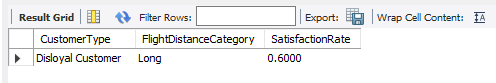 Result Grid Filter Rows: Export: Wrap Cell Content:
CustomerType FlightDistanceCategory SatisfactionRate
Disloyal Customer Long 0.6000